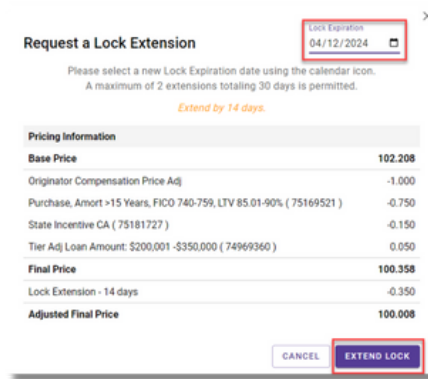 Lock Expiration
Request a Lock Extension
04/12/2024
Please select a new Lock Expiration date using the calendar icon.
A maximum of 2 extensions totaling 30 days is permitted.
Extend by 14 days.
Pricing Information
Base Price 102.208
Originator Compensation Price Adj -1.000
Purchase, Amort >15 Years, FICO 740-759, LTV 85.01-90% ( 75169521 ) -0.750
State Incentive CA ( 75181727 ) -0.150
Tier Adj Loan Amount: $200,001 -$350,000 ( 74969360 ) 0.050
Final Price 100.358
Lock Extension - 14 days -0.350
Adjusted Final Price 100.008
CANCEL EXTEND LOCK